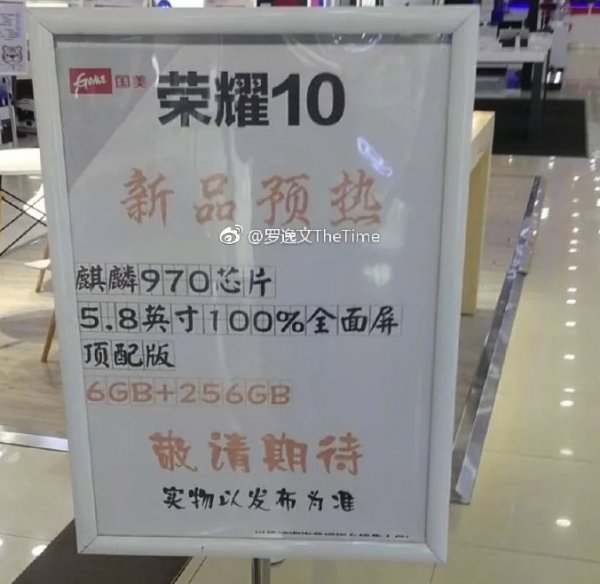 GOME 国美 荣耀10
新品预热
@罗逸文TheTime
麒麟970芯片
5.8英寸100%全面屏
顶配版
6GB+256GB
敬请期待
实物以发布为准